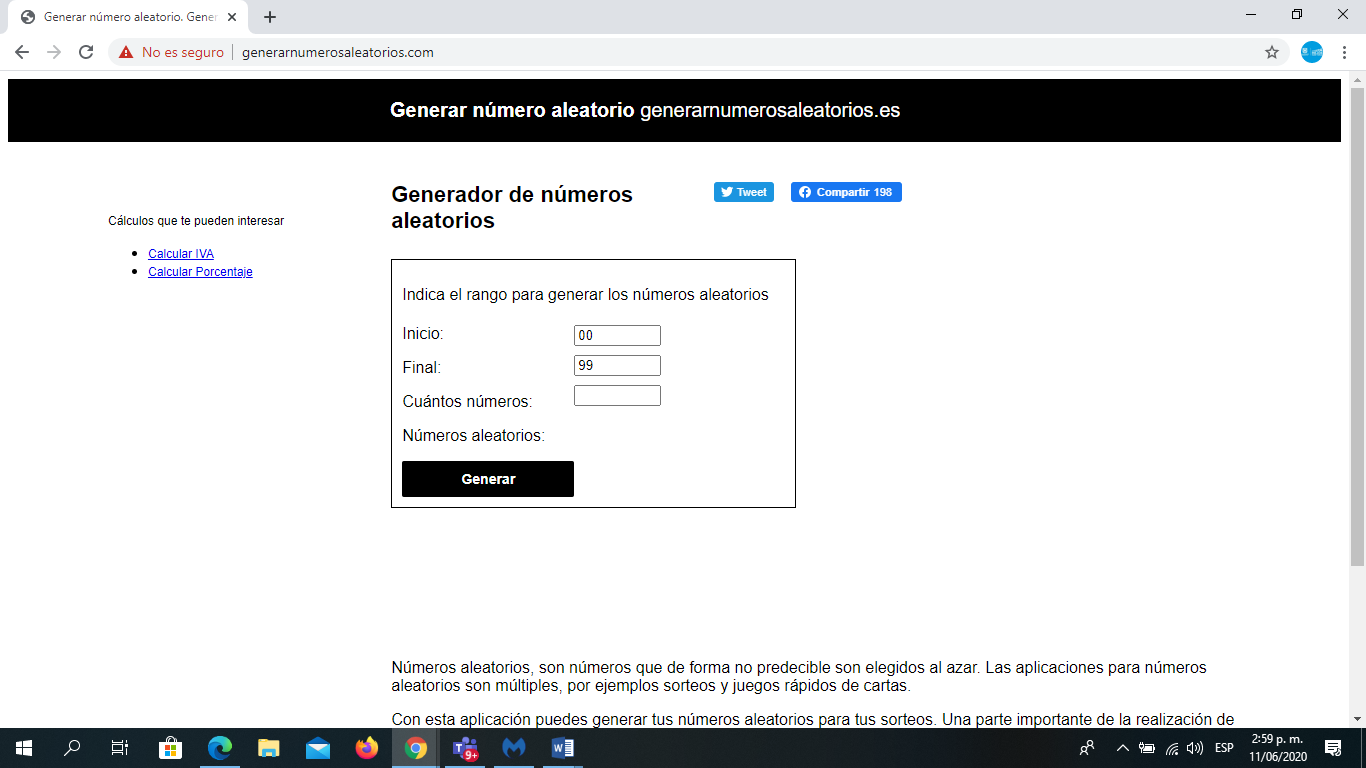 Generar número aleatorio. Gener
No es seguro
generarnumerosaleatorios.com
Generar número aleatorio generarnumerosaleatorios.es
Cálculos que te pueden interesar
Calcular IVA
Calcular Porcentaje
Generador de números
aleatorios
Tweet
Compartir 198
Indica el rango para generar los números aleatorios
Inicio: 00
Final: 99
Cuántos números:
Números aleatorios:
Generar
Números aleatorios, son números que de forma no predecible son elegidos al azar. Las aplicaciones para números
aleatorios son múltiples, por ejemplos sorteos y juegos rápidos de cartas.
Con esta aplicación puedes generar tus números aleatorios para tus sorteos. Una parte importante de la realización de
9+
ESP
2:59 p. m.
11/06/2020